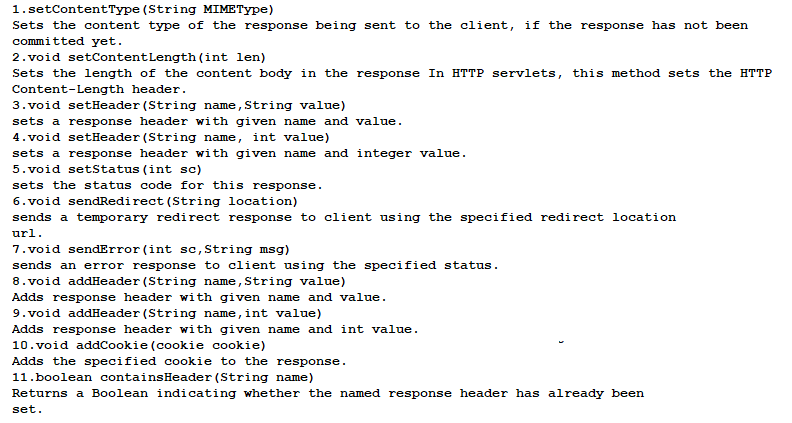 1.setContentType(String MIMEType)
Sets the content type of the response being sent to the client, if the response has not been
committed yet.
2.void setContentLength(int len)
Sets the length of the content body in the response In HTTP servlets, this method sets the HTTP
Content-Length header.
3.void setHeader(String name,String value)
sets a response header with given name and value.
4.void setHeader(String name, int value)
sets a response header with given name and integer value.
5.void setStatus(int sc)
sets the status code for this response.
6.void sendRedirect(String location)
sends a temporary redirect response to client using the specified redirect location
url.
7.void sendError(int sc,String msg)
sends an error response to client using the specified status.
8.void addHeader(String name,String value)
Adds response header with given name and value.
9.void addHeader(String name,int value)
Adds response header with given name and int value.
10.void addCookie(cookie cookie)
Adds the specified cookie to the response.
11.boolean containsHeader(String name)
Returns a Boolean indicating whether the named response header has already been
set.